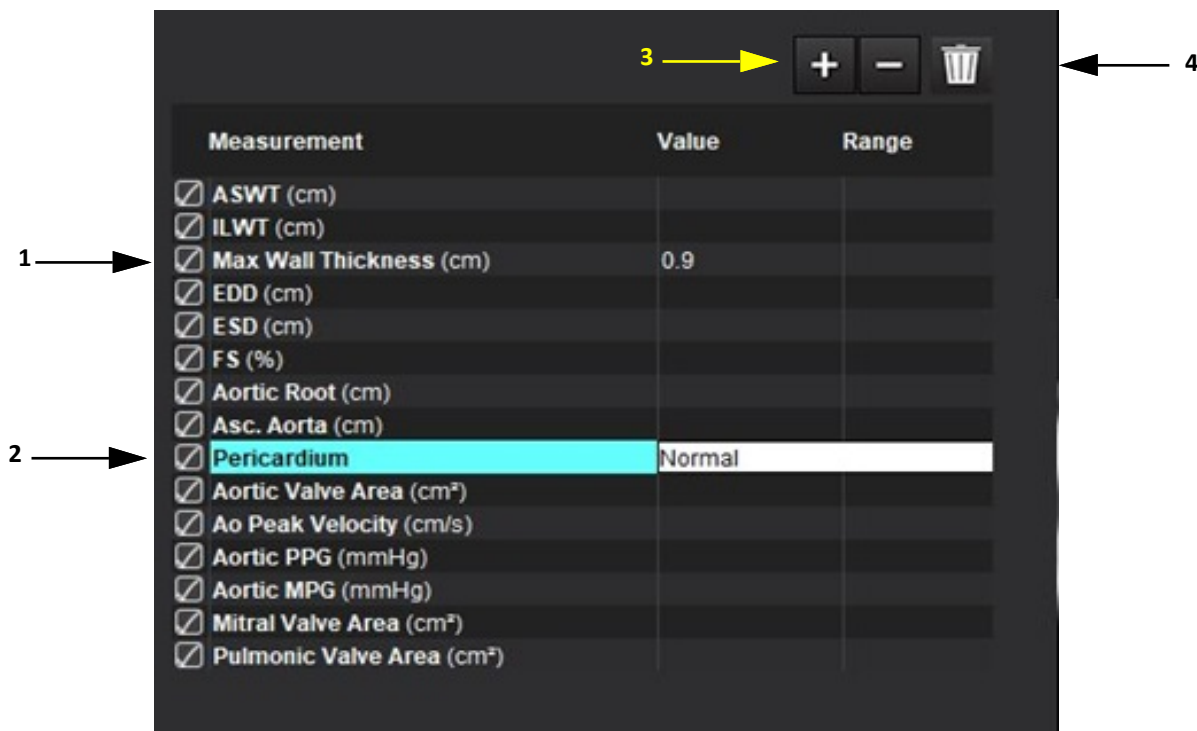 3
4
Measurement Value Range
ASWT (cm)
ILWT (cm)
1
Max Wall Thickness (cm) 0.9
EDD (cm)
ESD (cm)
FS (%)
Aortic Root (cm)
Asc. Aorta (cm)
2
Pericardium Normal
Aortic Valve Area (cm²)
Ao Peak Velocity (cm/s)
Aortic PPG (mmHg)
Aortic MPG (mmHg)
Mitral Valve Area (cm²)
Pulmonic Valve Area (cm²)